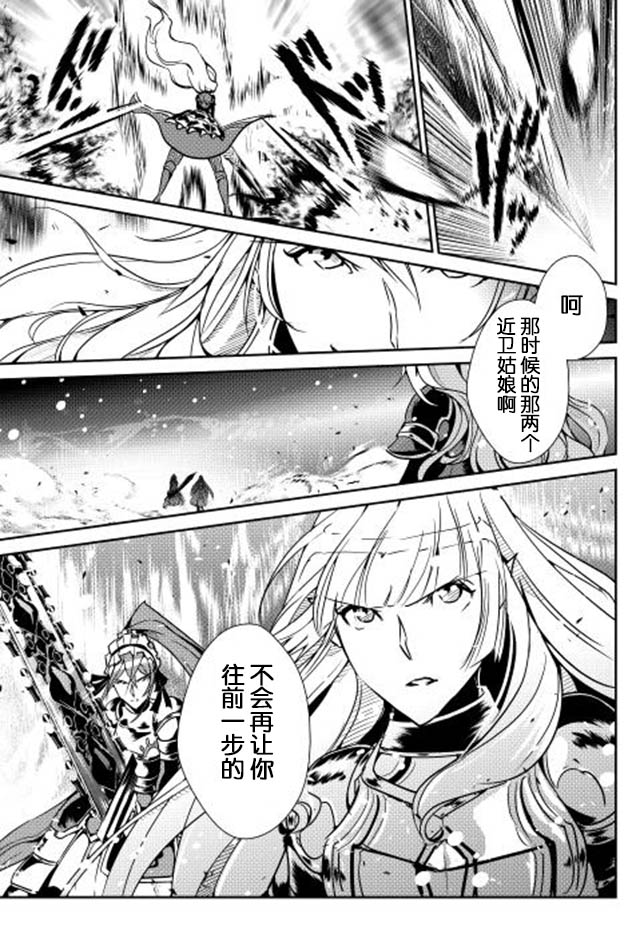 呵
那时候的那两个
近卫姑娘啊
不会再让你
往前一步的